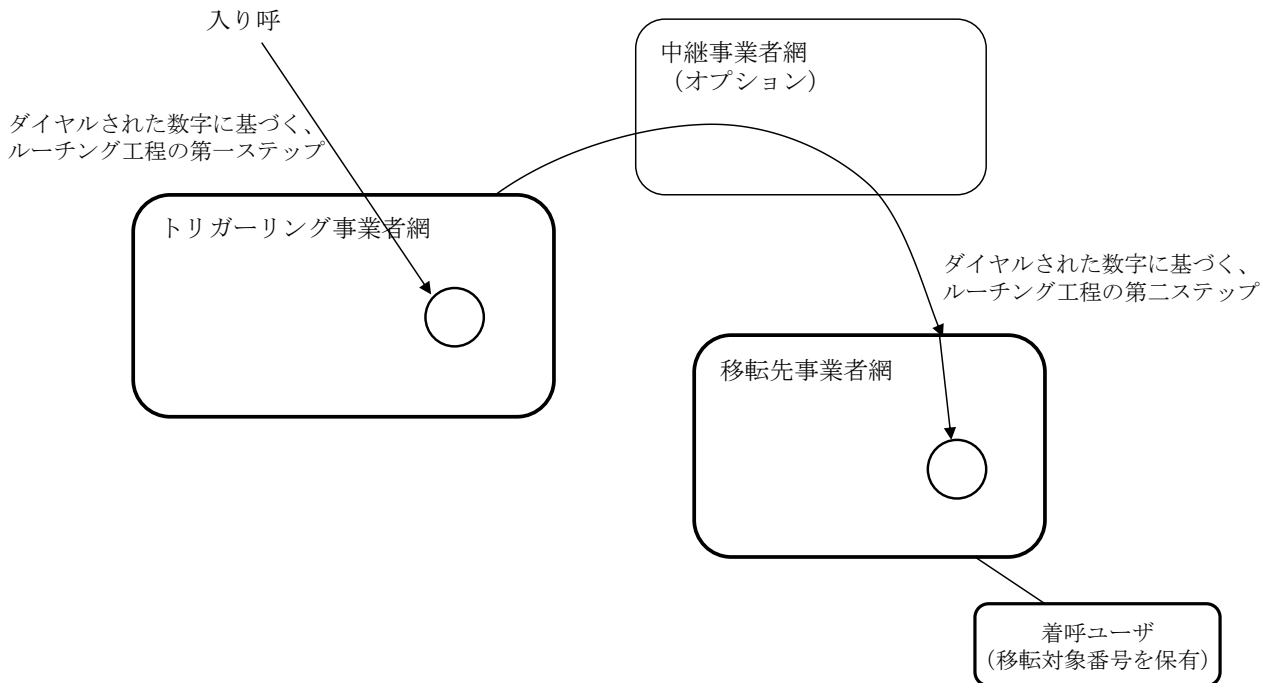 入り呼
中継事業者網
（オプション）
ダイヤルされた数字に基づく、
ルーチング工程の第一ステップ
トリガーリング事業者網
ダイヤルされた数字に基づく、
ルーチング工程の第二ステップ
移転先事業者網
着呼ユーザ
（移転対象番号を保有）